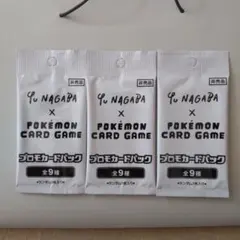 非売品
Yu NAGABA
×
POKÉMON
CARD GAME
プロモカードパック
全9種
非売品
Yu NAGABA
×
POKÉMON
CARD GAME
プロモカードパック
全9種
非売品
Yu NAGABA
×
POKÉMON
CARD GAME
プロモカードパック
全9種